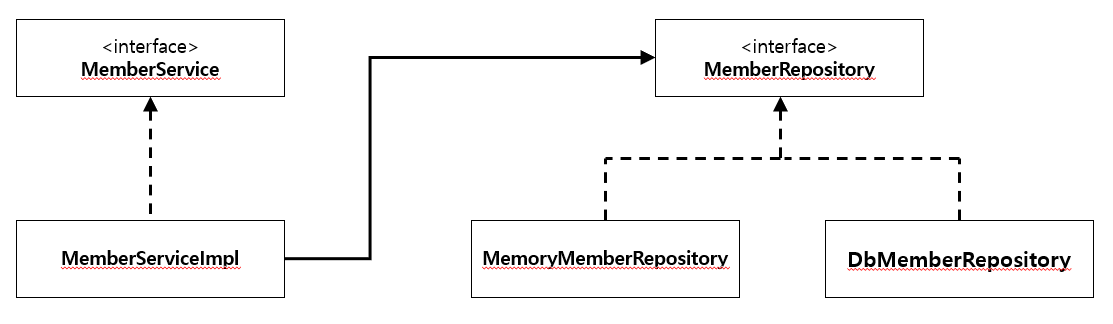 <interface>
MemberService
<interface>
MemberRepository
MemberServiceImpl
MemoryMemberRepository
DbMemberRepository